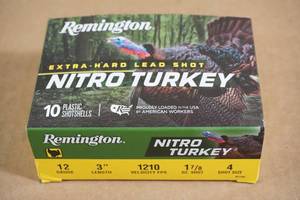 Remington
EXTRA-HARD LEAD SHOT
NITRO TURKEY
10 PLASTIC SHOTSHELLS
PROUDLY LOADED IN THE USA
BY AMERICAN WORKERS
Remington
NITRO
TURKEY
12 3" 1210 1 7/8 4
GAUGE LENGTH VELOCITY FPS OZ. SHOT SHOT SIZE